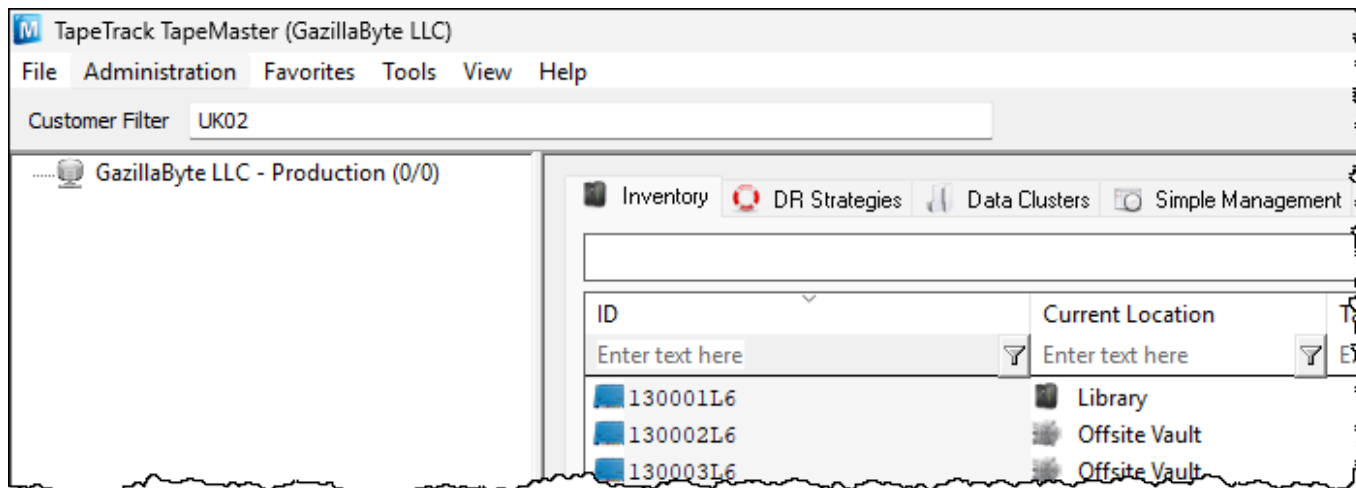 TapeTrack TapeMaster (GazillaByte LLC)
File Administration Favorites Tools View Help
Customer Filter UK02
GazillaByte LLC - Production (0/0)
Inventory DR Strategies Data Clusters Simple Management
ID Current Location
Enter text here Enter text here
130001L6 Library
130002L6 Offsite Vault
130003L6 Offsite Vault